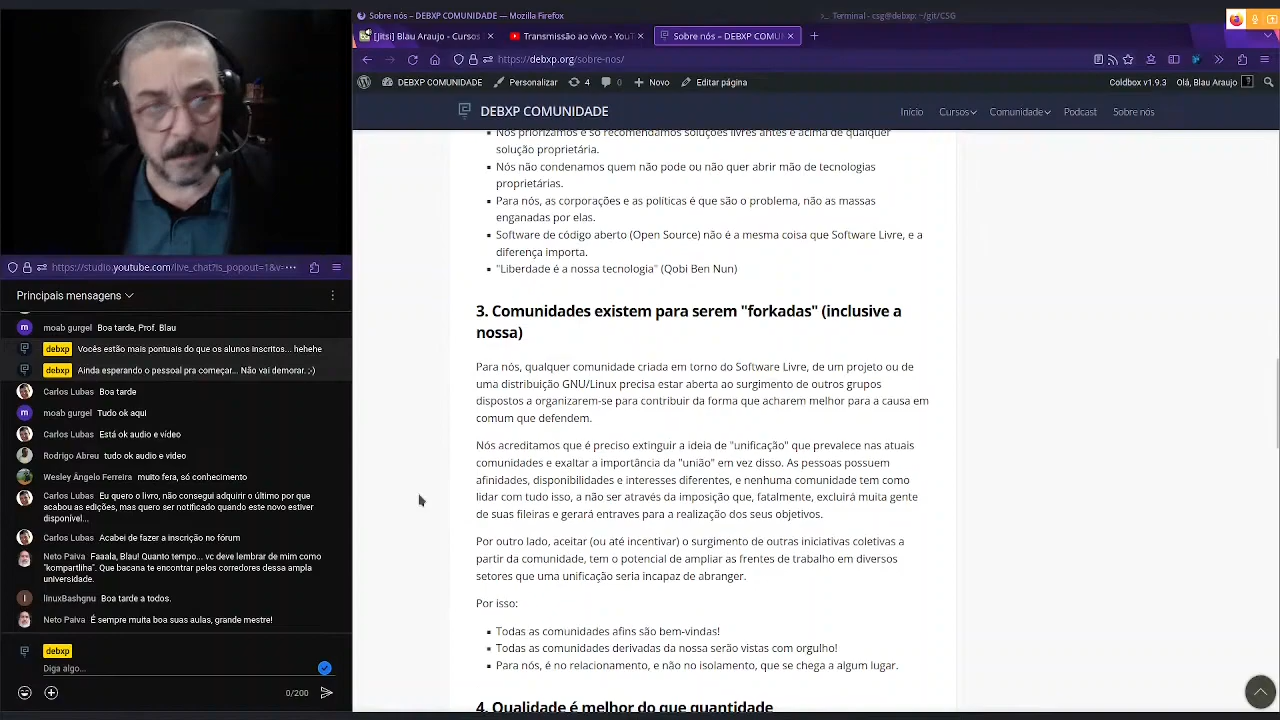 Sobre nós — DEBXP COMUNIDADE — Mozilla Firefox
Terminal - csg@debxp: ~/git/CSG
[Jitsi] Blau Araujo - Cursos
Transmissão ao vivo - YouT
Sobre nós – DEBXP COMUN
https://debxp.org/sobre-nos/
DEBXP COMUNIDADE
Personalizar
4
0
Novo
Editar página
Coldbox v1.9.3
Olá, Blau Araujo
DEBXP COMUNIDADE
Início
Cursos
Comunidade
Podcast
Sobre nós
Nós priorizamos e só recomendamos soluções livres antes e acima de qualquer
solução proprietária.
Nós não condenamos quem não pode ou não quer abrir mão de tecnologias
proprietárias.
Para nós, as corporações e as políticas é que são o problema, não as massas
enganadas por elas.
Software de código aberto (Open Source) não é a mesma coisa que Software Livre, e a
diferença importa.
"Liberdade é a nossa tecnologia" (Qobi Ben Nun)
3. Comunidades existem para serem "forkadas" (inclusive a
nossa)
Para nós, qualquer comunidade criada em torno do Software Livre, de um projeto ou de
uma distribuição GNU/Linux precisa estar aberta ao surgimento de outros grupos
dispostos a organizarem-se para contribuir da forma que acharem melhor para a causa em
comum que defendem.
Nós acreditamos que é preciso extinguir a ideia de "unificação" que prevalece nas atuais
comunidades e exaltar a importância da "união" em vez disso. As pessoas possuem
afinidades, disponibilidades e interesses diferentes, e nenhuma comunidade tem como
lidar com tudo isso, a não ser através da imposição que, fatalmente, excluirá muita gente
de suas fileiras e gerará entraves para a realização dos seus objetivos.
Por outro lado, aceitar (ou até incentivar) o surgimento de outras iniciativas coletivas a
partir da comunidade, tem o potencial de ampliar as frentes de trabalho em diversos
setores que uma unificação seria incapaz de abranger.
Por isso:
Todas as comunidades afins são bem-vindas!
Todas as comunidades derivadas da nossa serão vistas com orgulho!
Para nós, é no relacionamento, e não no isolamento, que se chega a algum lugar.
4. Qualidade é melhor do que quantidade
https://studio.youtube.com/live_chat?is_popout=1&v=
Principais mensagens
moab gurgel Boa tarde, Prof. Blau
debxp Vocês estão mais pontuais do que os alunos inscritos... hehehe
debxp Ainda esperando o pessoal pra começar... Não vai demorar. ;-)
Carlos Lubas Boa tarde
moab gurgel Tudo ok aqui
Carlos Lubas Está ok audio e vídeo
Rodrigo Abreu tudo ok audio e video
Wesley Ângelo Ferreira muito fera, só conhecimento
Carlos Lubas Eu quero o livro, não consegui adquirir o último por que
acabou as edições, mas quero ser notificado quando este novo estiver
disponível...
Carlos Lubas Acabei de fazer a inscrição no fórum
Neto Paiva Faaala, Blau! Quanto tempo... vc deve lembrar de mim como
"kompartliha". Que bacana te encontrar pelos corredores dessa ampla
universidade.
linuxBashgnu Boa tarde a todos.
Neto Paiva É sempre muita boa suas aulas, grande mestre!
debxp
Diga algo...
0/200